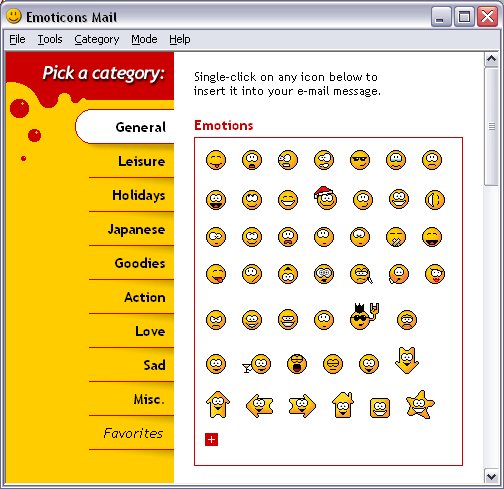 Emoticons Mail
File Tools Category Mode Help
Pick a category:
Single-click on any icon below to
insert it into your e-mail message.
Emotions
General
Leisure
Holidays
Japanese
Goodies
Action
Love
Sad
Misc.
Favorites